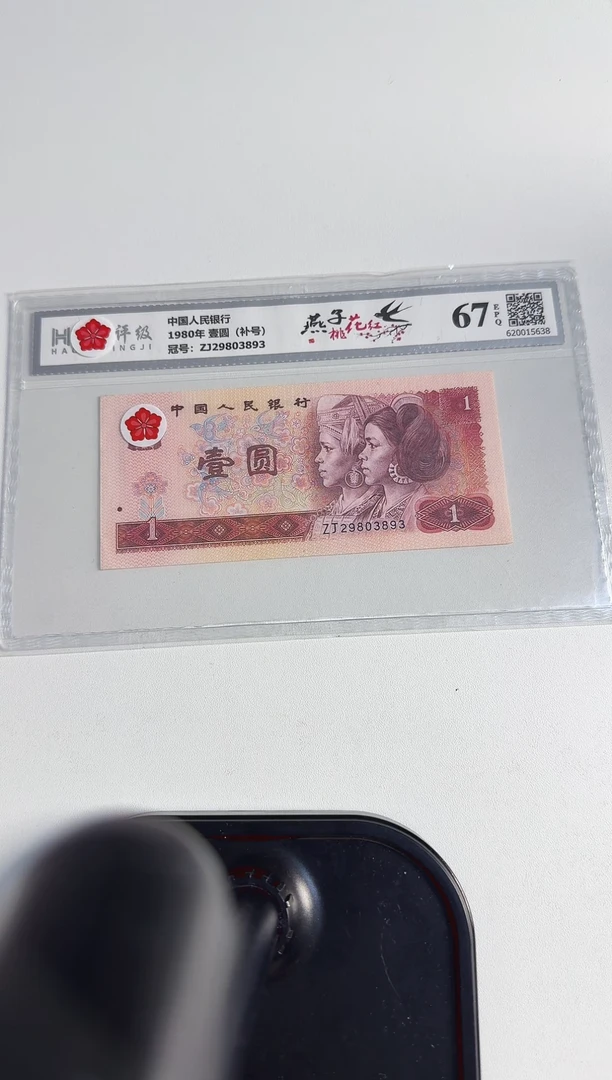 评级
中国人民银行
1980年 壹圆（补号）
冠号：ZJ29803893
燕子
桃花红
67
EPQ
620015638
中国人民银行
1
壹圆
1
ZJ29803893
1